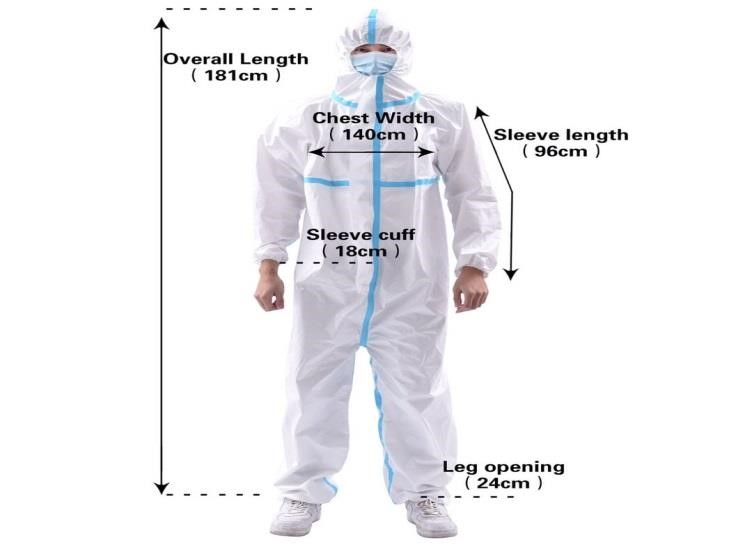 Overall Length
( 181cm )
Chest Width
( 140cm )
Sleeve length
( 96cm )
Sleeve cuff
( 18cm )
Leg opening
( 24cm )